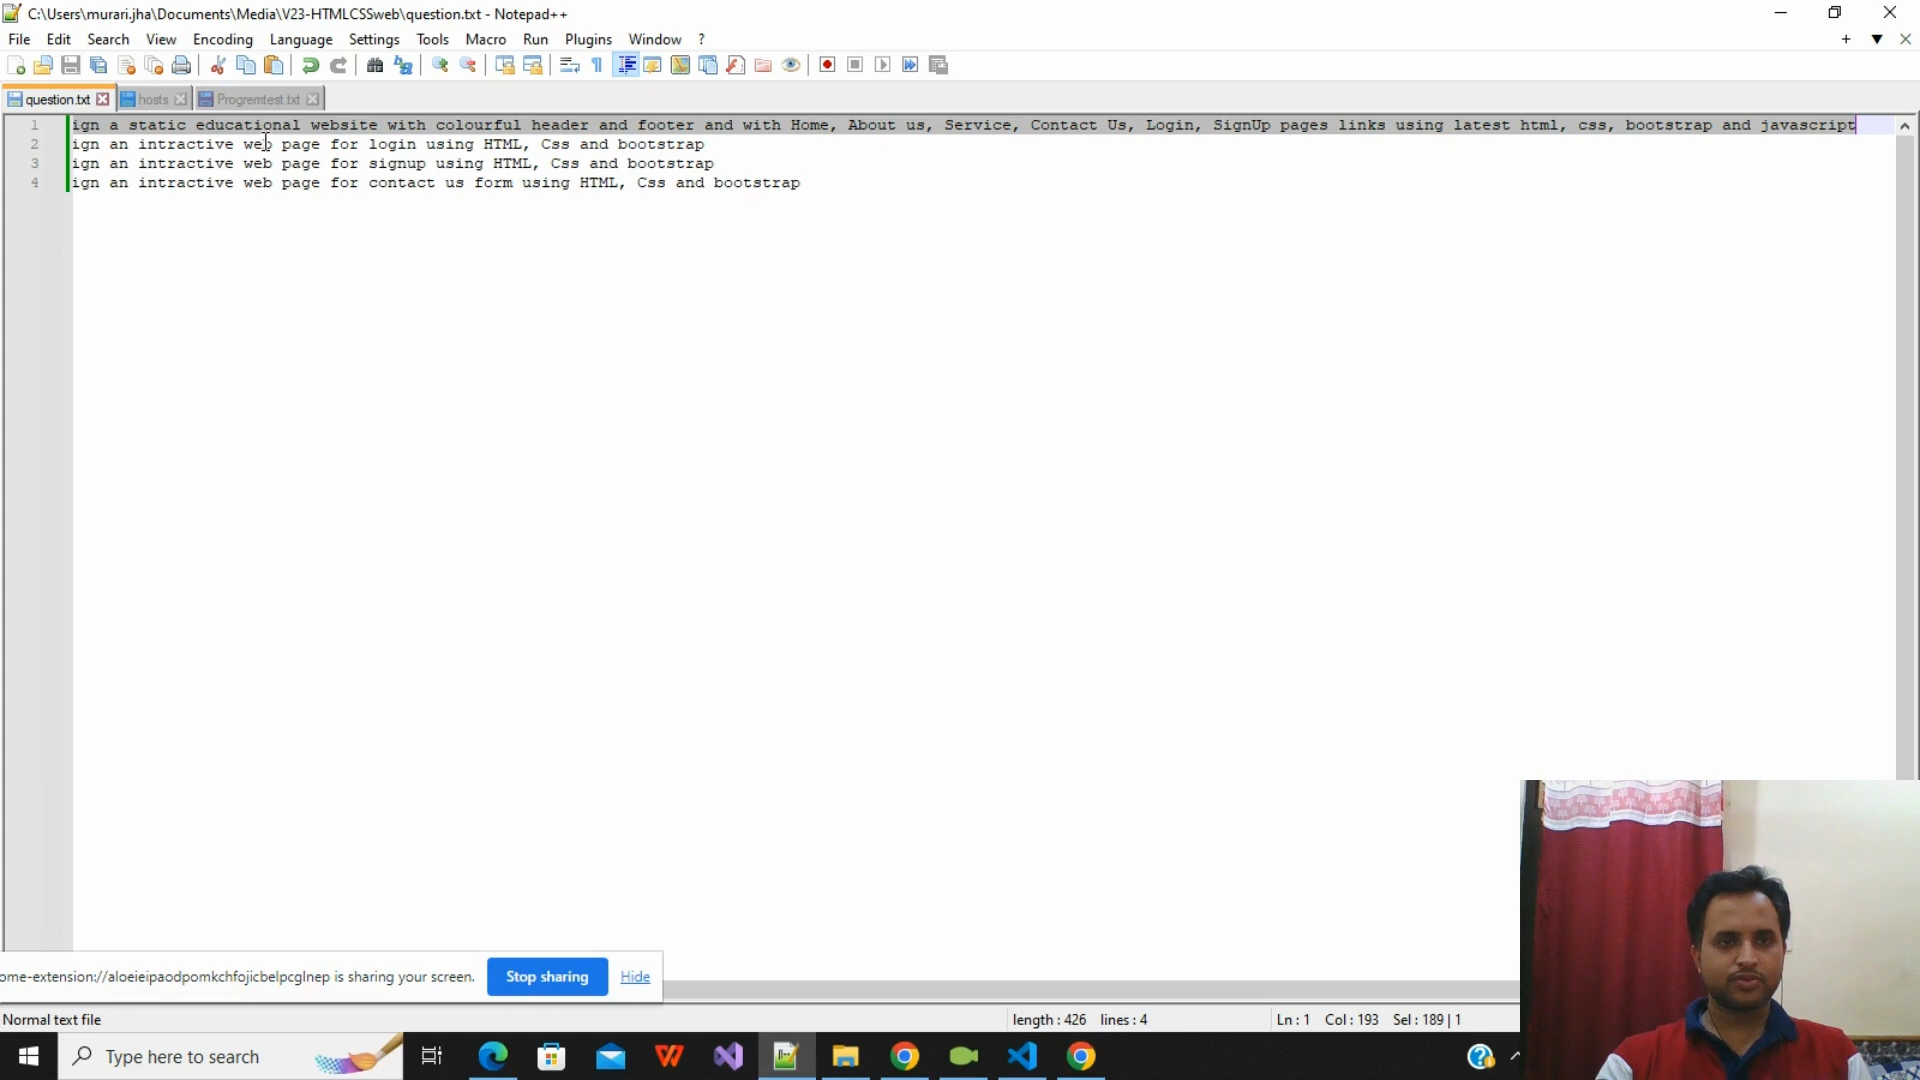 C:\Users\murari.jha\Documents\Media\V23-HTMLCSSweb\question.txt - Notepad++
File Edit Search View Encoding Language Settings Tools Macro Run Plugins Window ?
question.txt hosts Progremtest.txt
1 ign a static educational website with colourful header and footer and with Home, About us, Service, Contact Us, Login, SignUp pages links using latest html, css, bootstrap and javascript
2 ign an intractive web page for login using HTML, Css and bootstrap
3 ign an intractive web page for signup using HTML, Css and bootstrap
4 ign an intractive web page for contact us form using HTML, Css and bootstrap
ome-extension://aloeieipaodpomkchfojicbelpcglnep is sharing your screen. Stop sharing Hide
Normal text file length : 426 lines : 4 Ln : 1 Col : 193 Sel : 189 | 1
Type here to search